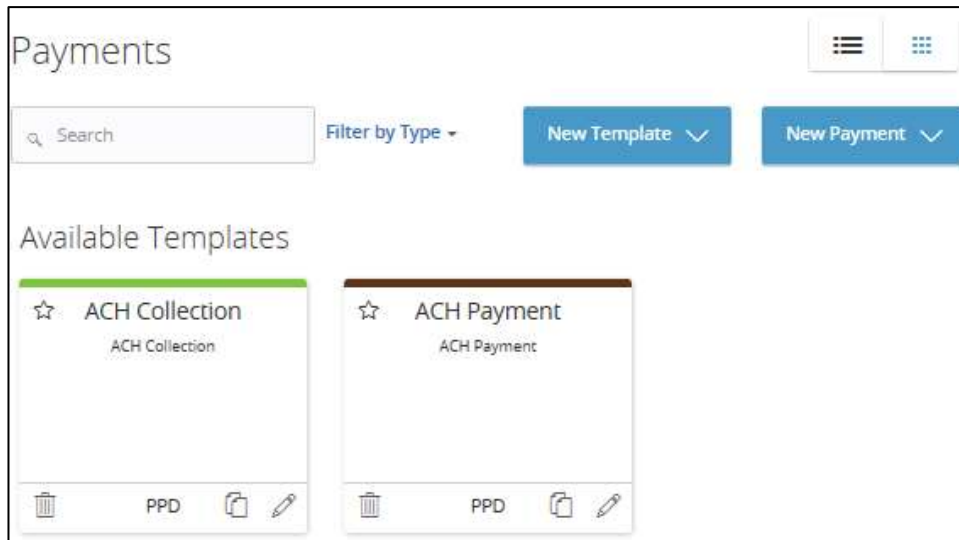 Payments
Search
Filter by Type
New Template
New Payment
Available Templates
ACH Collection
ACH Collection
PPD
ACH Payment
ACH Payment
PPD